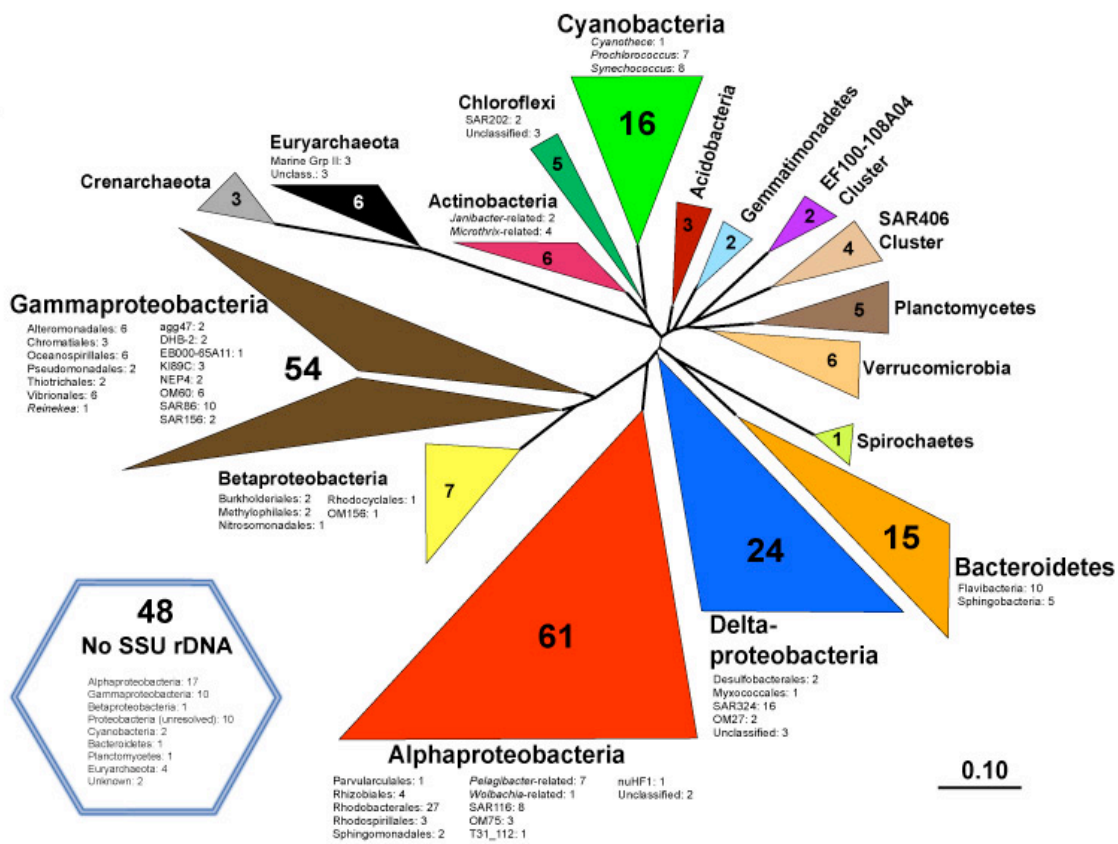 Cyanobacteria
Cyanothece: 1
Prochlorococcus: 7
Synechococcus: 8
16
Chloroflexi
SAR202: 2
Unclassified: 3
5
Euryarchaeota
Marine Grp II: 3
Unclass.: 3
6
Crenarchaeota
3
Actinobacteria
Janibacter-related: 2
Microthrix-related: 4
6
Acidobacteria
3
Gemmatimonadetes
2
EF100-108A04
Cluster
2
SAR406
Cluster
4
Planctomycetes
5
Verrucomicrobia
6
Spirochaetes
1
Gammaproteobacteria
Alteromonadales: 6
Chromatiales: 3
Oceanospirillales: 6
Pseudomonadales: 2
Thiotrichales: 2
Vibrionales: 6
Reinekea: 1
agg47: 2
DHB-2: 2
EB000-65A11: 1
KI89C: 3
NEP4: 2
OM60: 6
SAR86: 10
SAR156: 2
54
Betaproteobacteria
Burkholderiales: 2
Methylophilales: 2
Nitrosomonadales: 1
Rhodocyclales: 1
OM156: 1
7
15
Bacteroidetes
Flavibacteria: 10
Sphingobacteria: 5
24
Delta-
proteobacteria
Desulfobacterales: 2
Myxococcales: 1
SAR324: 16
OM27: 2
Unclassified: 3
61
Alphaproteobacteria
Parvularculales: 1
Rhizobiales: 4
Rhodobacterales: 27
Rhodospirillales: 3
Sphingomonadales: 2
Pelagibacter-related: 7
Wolbachia-related: 1
SAR116: 8
OM75: 3
T31_112: 1
nuHF1: 1
Unclassified: 2
48
No SSU rDNA
Alphaproteobacteria: 17
Gammaproteobacteria: 10
Betaproteobacteria: 1
Proteobacteria (unresolved): 10
Cyanobacteria: 2
Bacteroidetes: 1
Planctomycetes: 1
Euryarchaeota: 4
Unknown: 2
0.10